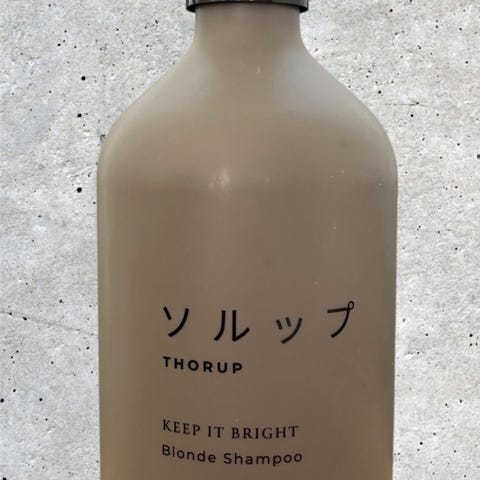 ソルップ
THORUP
KEEP IT BRIGHT
Blonde Shampoo